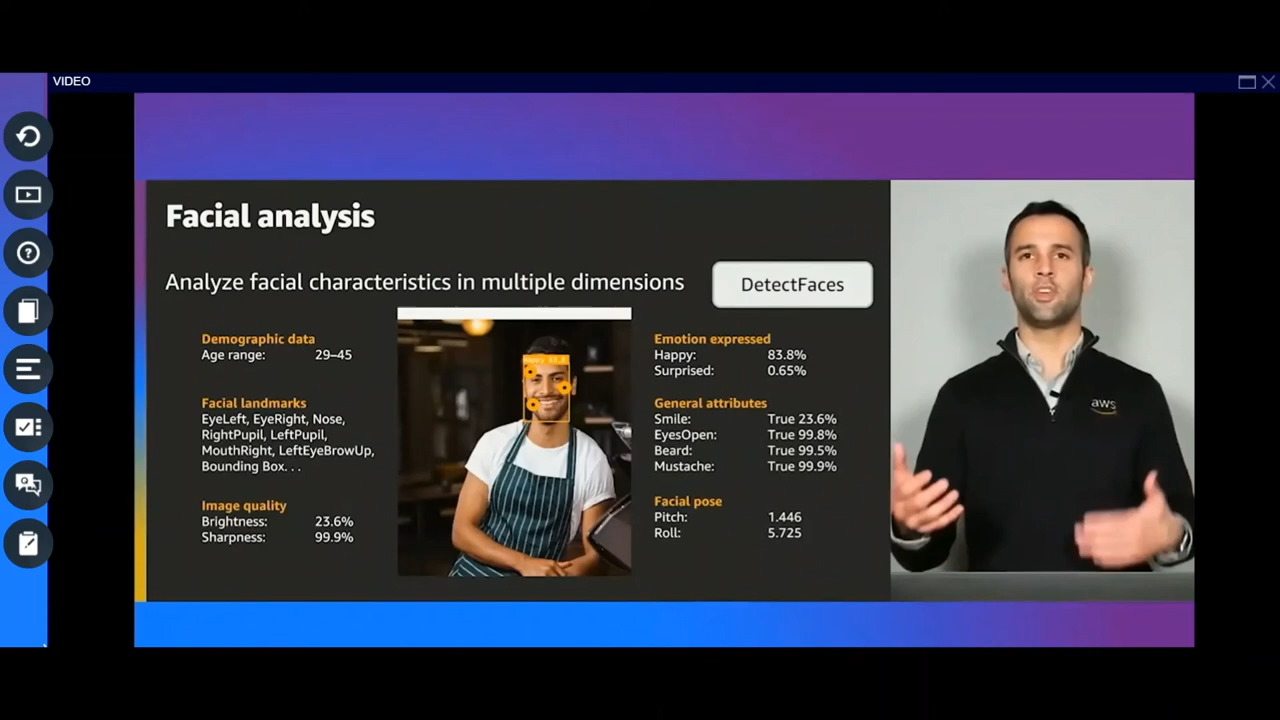 VIDEO
Facial analysis
Analyze facial characteristics in multiple dimensions
DetectFaces
Demographic data
Age range: 29–45
Facial landmarks
EyeLeft, EyeRight, Nose,
RightPupil, LeftPupil,
MouthRight, LeftEyeBrowUp,
Bounding Box. . .
Image quality
Brightness: 23.6%
Sharpness: 99.9%
Emotion expressed
Happy: 83.8%
Surprised: 0.65%
General attributes
Smile: True 23.6%
EyesOpen: True 99.8%
Beard: True 99.5%
Mustache: True 99.9%
Facial pose
Pitch: 1.446
Roll: 5.725
aws